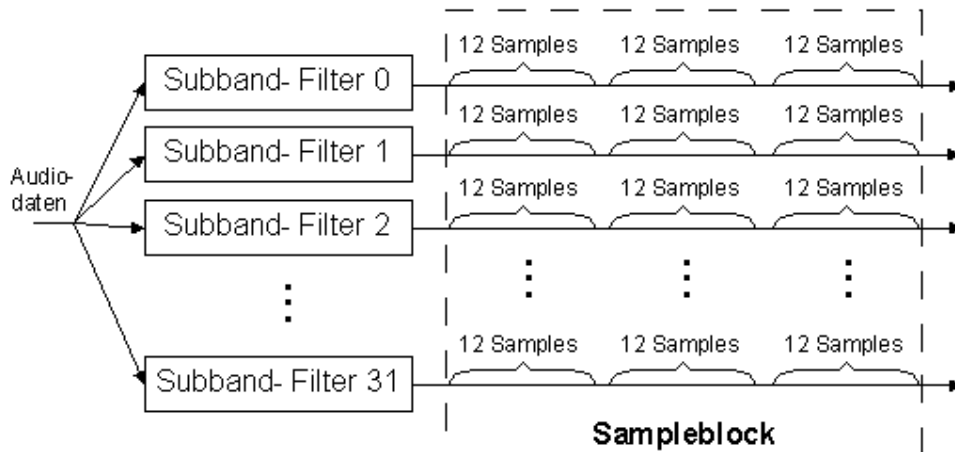 12 Samples 12 Samples 12 Samples
Subband- Filter 0
12 Samples 12 Samples 12 Samples
Subband- Filter 1
Audio-
daten
12 Samples 12 Samples 12 Samples
Subband- Filter 2
12 Samples 12 Samples 12 Samples
Subband- Filter 31
Sampleblock